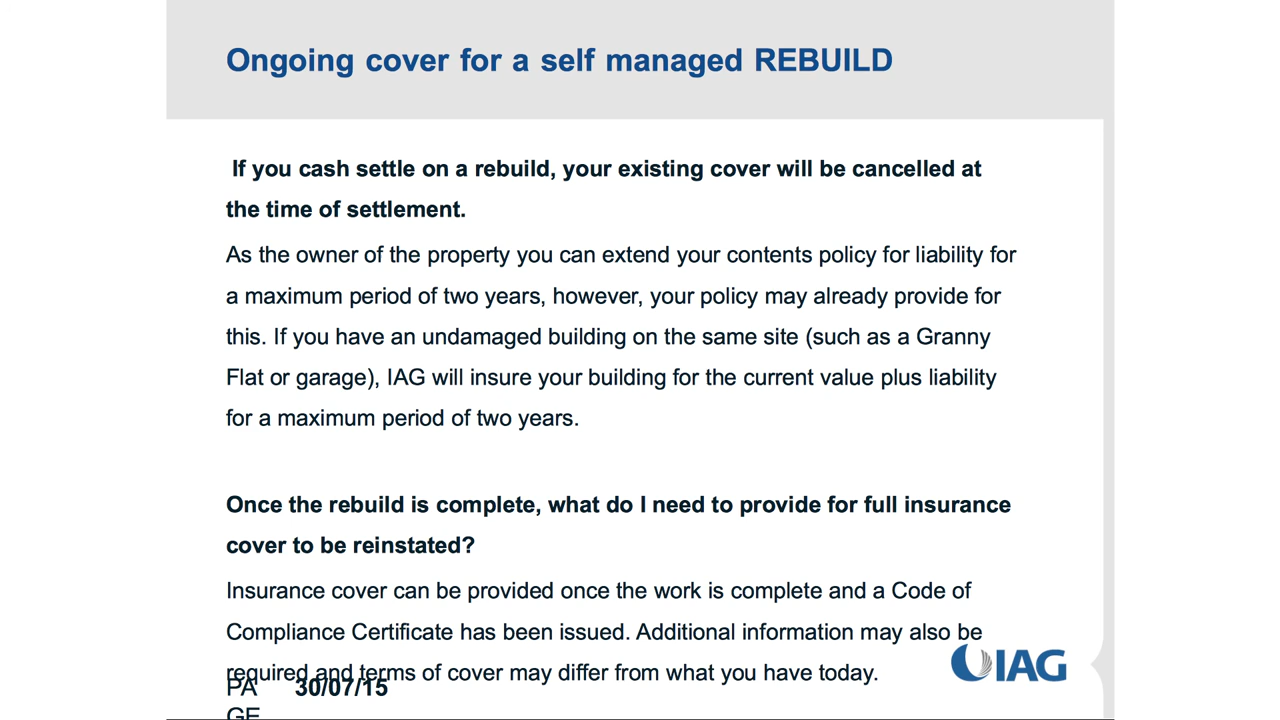 Ongoing cover for a self managed REBUILD
If you cash settle on a rebuild, your existing cover will be cancelled at
the time of settlement.
As the owner of the property you can extend your contents policy for liability for
a maximum period of two years, however, your policy may already provide for
this. If you have an undamaged building on the same site (such as a Granny
Flat or garage), IAG will insure your building for the current value plus liability
for a maximum period of two years.
Once the rebuild is complete, what do I need to provide for full insurance
cover to be reinstated?
Insurance cover can be provided once the work is complete and a Code of
Compliance Certificate has been issued. Additional information may also be
required and terms of cover may differ from what you have today.
IAG
PA 30/07/15
GE